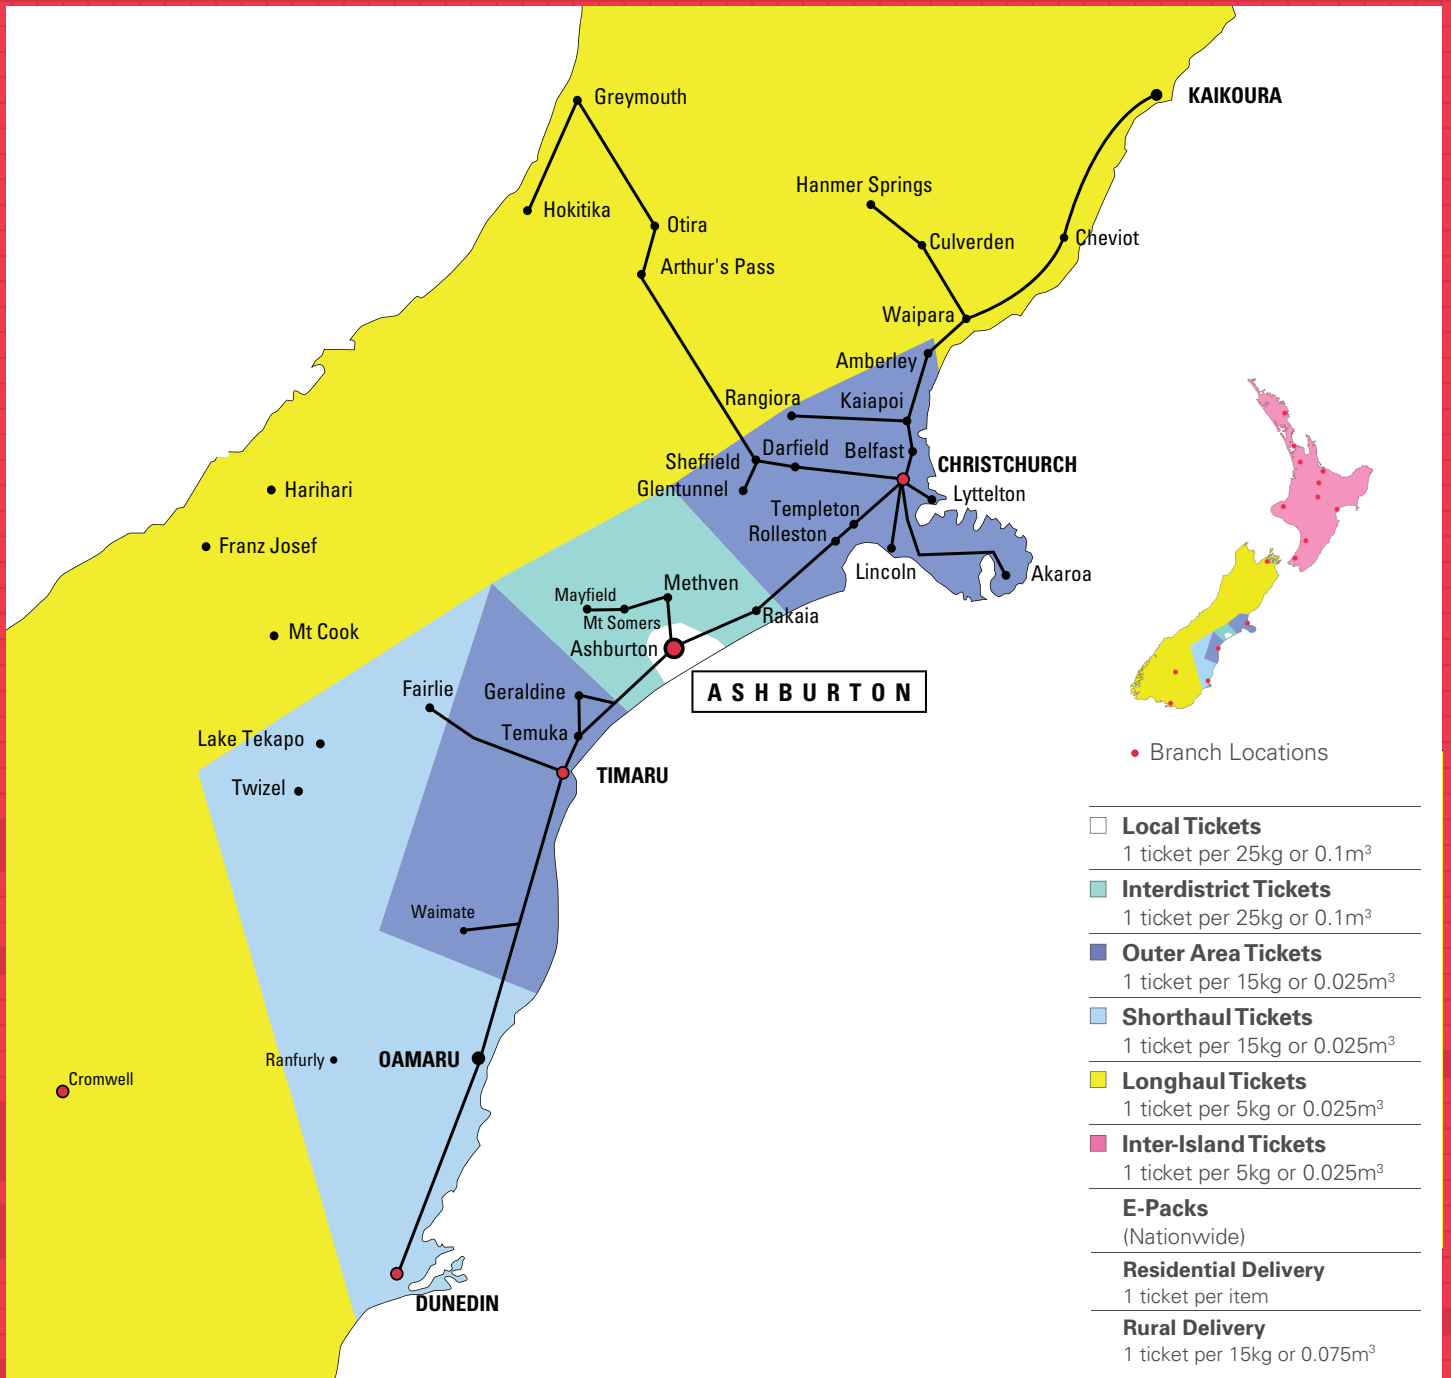 Greymouth
KAIKOURA
Hanmer Springs
Hokitika
Otira
Culverden
Cheviot
Arthur's Pass
Waipara
Amberley
Rangiora
Kaiapoi
Darfield
Belfast
Sheffield
CHRISTCHURCH
Glentunnel
Lyttelton
Harihari
Templeton
Rolleston
Franz Josef
Lincoln
Akaroa
Methven
Mayfield
Mt Somers
Rakaia
Mt Cook
Ashburton
ASHBURTON
Fairlie
Geraldine
Temuka
Lake Tekapo
TIMARU
Twizel
Waimate
Ranfurly
OAMARU
Cromwell
DUNEDIN
Branch Locations
Local Tickets
1 ticket per 25kg or 0.1m³
Interdistrict Tickets
1 ticket per 25kg or 0.1m³
Outer Area Tickets
1 ticket per 15kg or 0.025m³
Shorthaul Tickets
1 ticket per 15kg or 0.025m³
Longhaul Tickets
1 ticket per 5kg or 0.025m³
Inter-Island Tickets
1 ticket per 5kg or 0.025m³
E-Packs
(Nationwide)
Residential Delivery
1 ticket per item
Rural Delivery
1 ticket per 15kg or 0.075m³